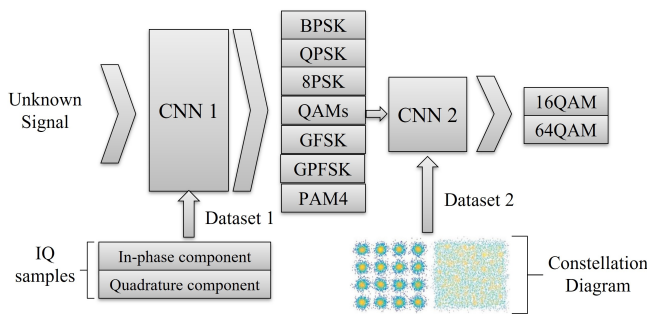 Unknown
Signal
CNN 1
BPSK
QPSK
8PSK
QAMs
GFSK
GPFSK
PAM4
CNN 2
16QAM
64QAM
Dataset 1
Dataset 2
IQ
samples
In-phase component
Quadrature component
Constellation
Diagram